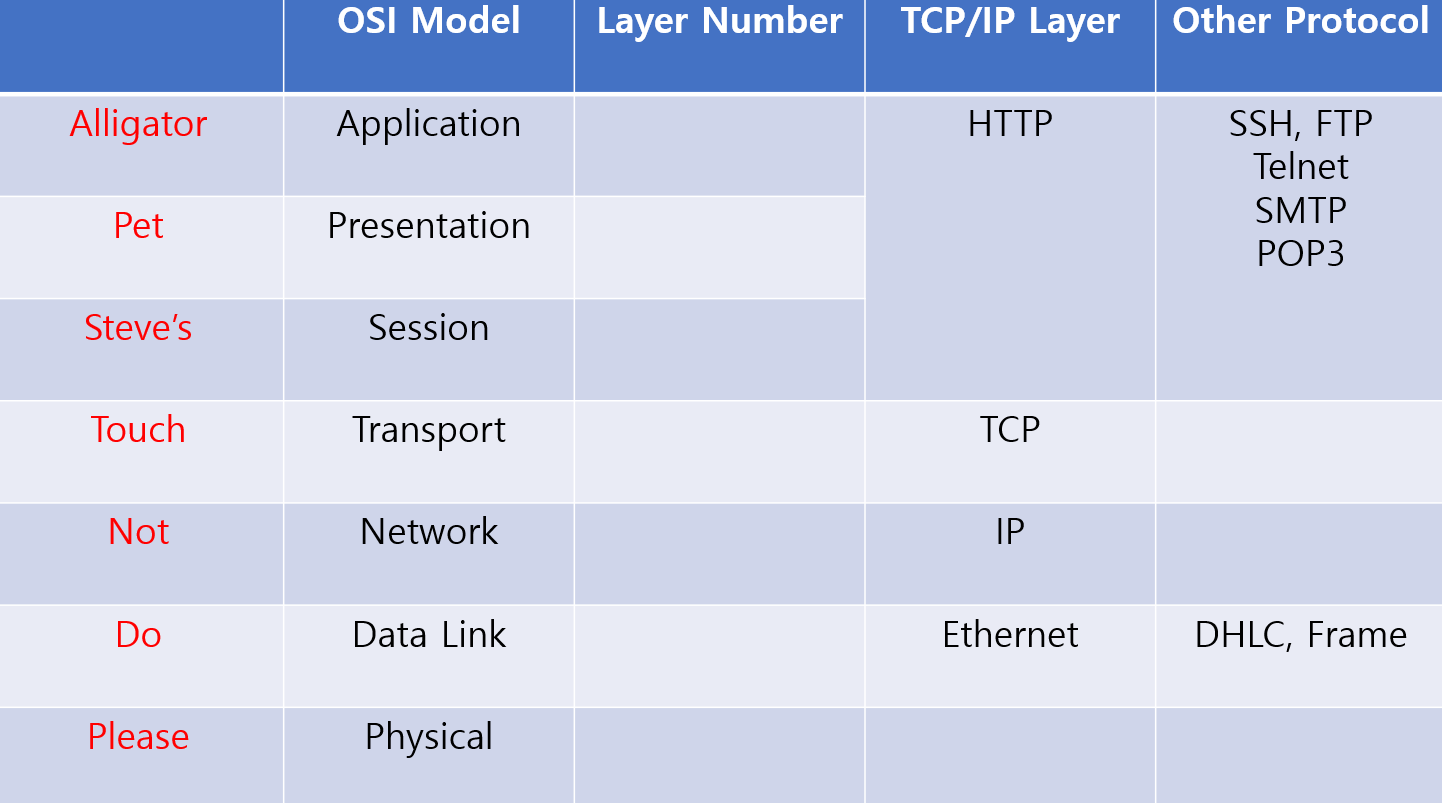 OSI Model Layer Number TCP/IP Layer Other Protocol
Alligator Application HTTP SSH, FTP
Telnet
SMTP
POP3
Pet Presentation
Steve’s Session
Touch Transport TCP
Not Network IP
Do Data Link Ethernet DHLC, Frame
Please Physical